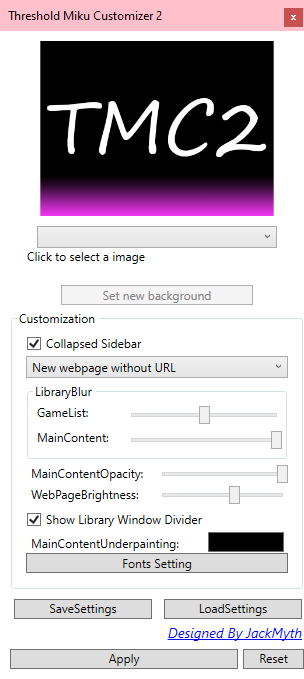 Threshold Miku Customizer 2
x
TMC2
Click to select a image
Set new background
Customization
Collapsed Sidebar
New webpage without URL
LibraryBlur
GameList:
MainContent:
MainContentOpacity:
WebPageBrightness:
Show Library Window Divider
MainContentUnderpainting:
Fonts Setting
SaveSettings LoadSettings
Designed By JackMyth
Apply Reset